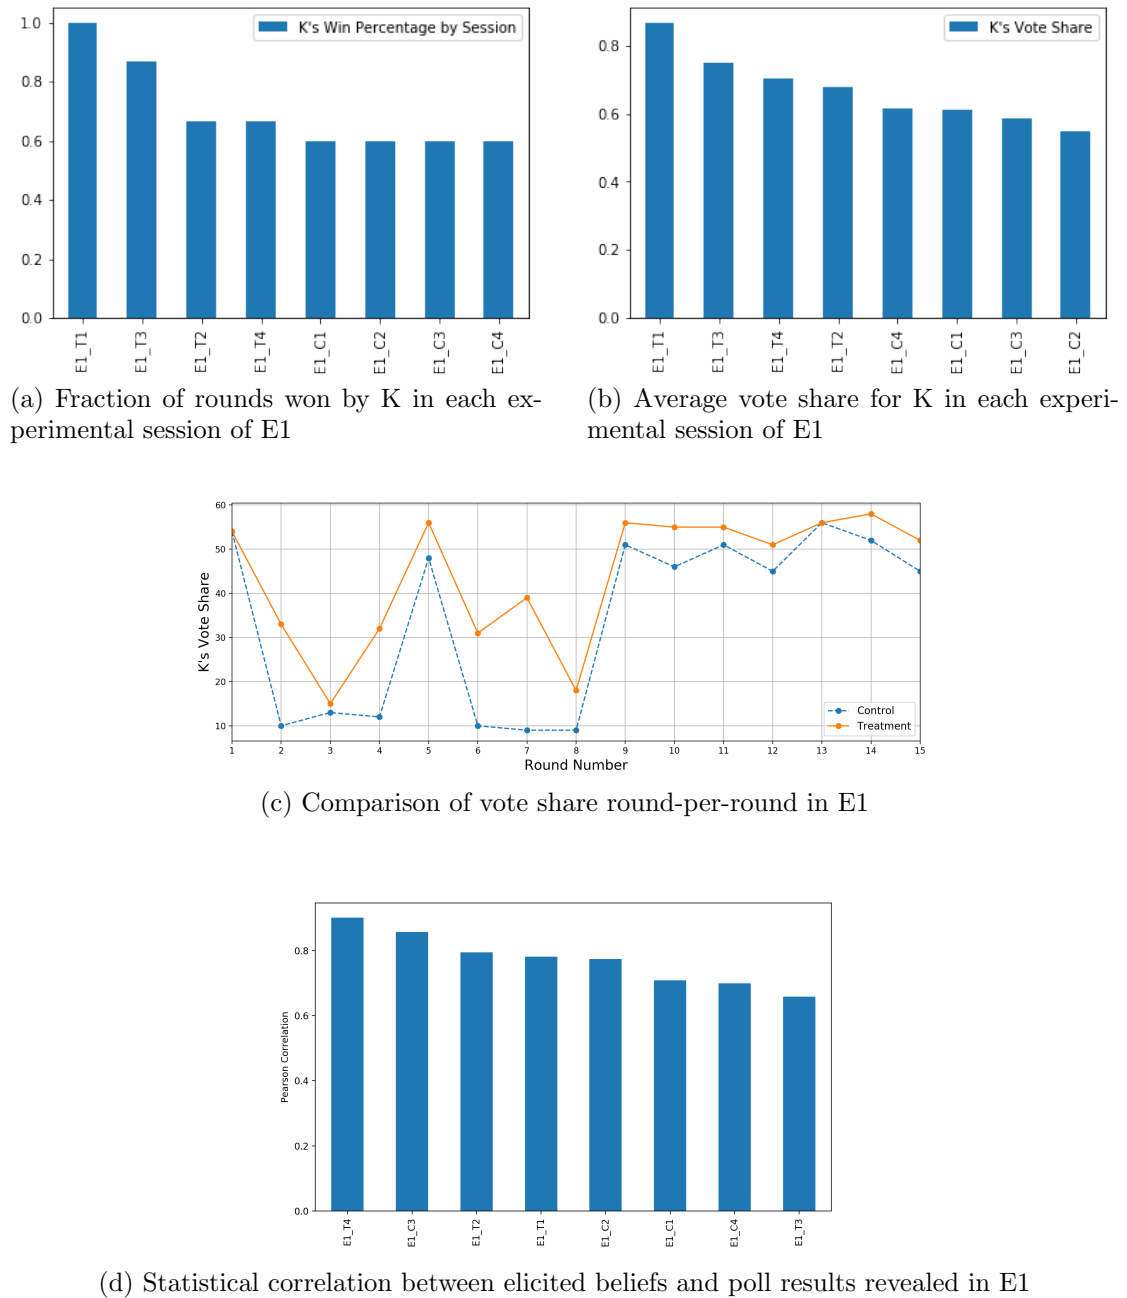 1.0
0.8
0.6
0.4
0.2
0.0
K's Win Percentage by Session
E1_T1
E1_T3
E1_T2
E1_T4
E1_C1
E1_C2
E1_C3
E1_C4
(a) Fraction of rounds won by K in each ex-
perimental session of E1
0.8
0.6
0.4
0.2
0.0
K's Vote Share
E1_T1
E1_T3
E1_T4
E1_T2
E1_C4
E1_C1
E1_C3
E1_C2
(b) Average vote share for K in each experi-
mental session of E1
60
50
40
30
20
10
K's Vote Share
Control
Treatment
1 2 3 4 5 6 7 8 9 10 11 12 13 14 15
Round Number
(c) Comparison of vote share round-per-round in E1
0.8
0.6
0.4
0.2
0.0
Pearson Correlation
E1_T4
E1_C3
E1_T2
E1_T1
E1_C2
E1_C1
E1_C4
E1_T3
(d) Statistical correlation between elicited beliefs and poll results revealed in E1